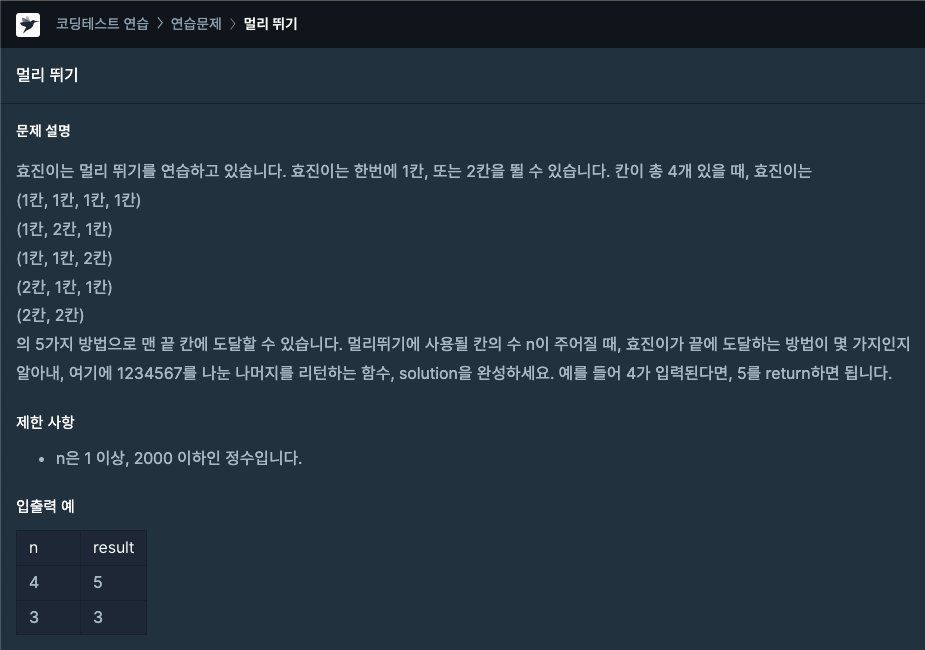 코딩테스트 연습 > 연습문제 > 멀리 뛰기
멀리 뛰기
문제 설명
효진이는 멀리 뛰기를 연습하고 있습니다. 효진이는 한번에 1칸, 또는 2칸을 뛸 수 있습니다. 칸이 총 4개 있을 때, 효진이는
(1칸, 1칸, 1칸, 1칸)
(1칸, 2칸, 1칸)
(1칸, 1칸, 2칸)
(2칸, 1칸, 1칸)
(2칸, 2칸)
의 5가지 방법으로 맨 끝 칸에 도달할 수 있습니다. 멀리뛰기에 사용될 칸의 수 n이 주어질 때, 효진이가 끝에 도달하는 방법이 몇 가지인지
알아내, 여기에 1234567를 나눈 나머지를 리턴하는 함수, solution을 완성하세요. 예를 들어 4가 입력된다면, 5를 return하면 됩니다.
제한 사항
• n은 1 이상, 2000 이하인 정수입니다.
입출력 예
n result
4 5
3 3